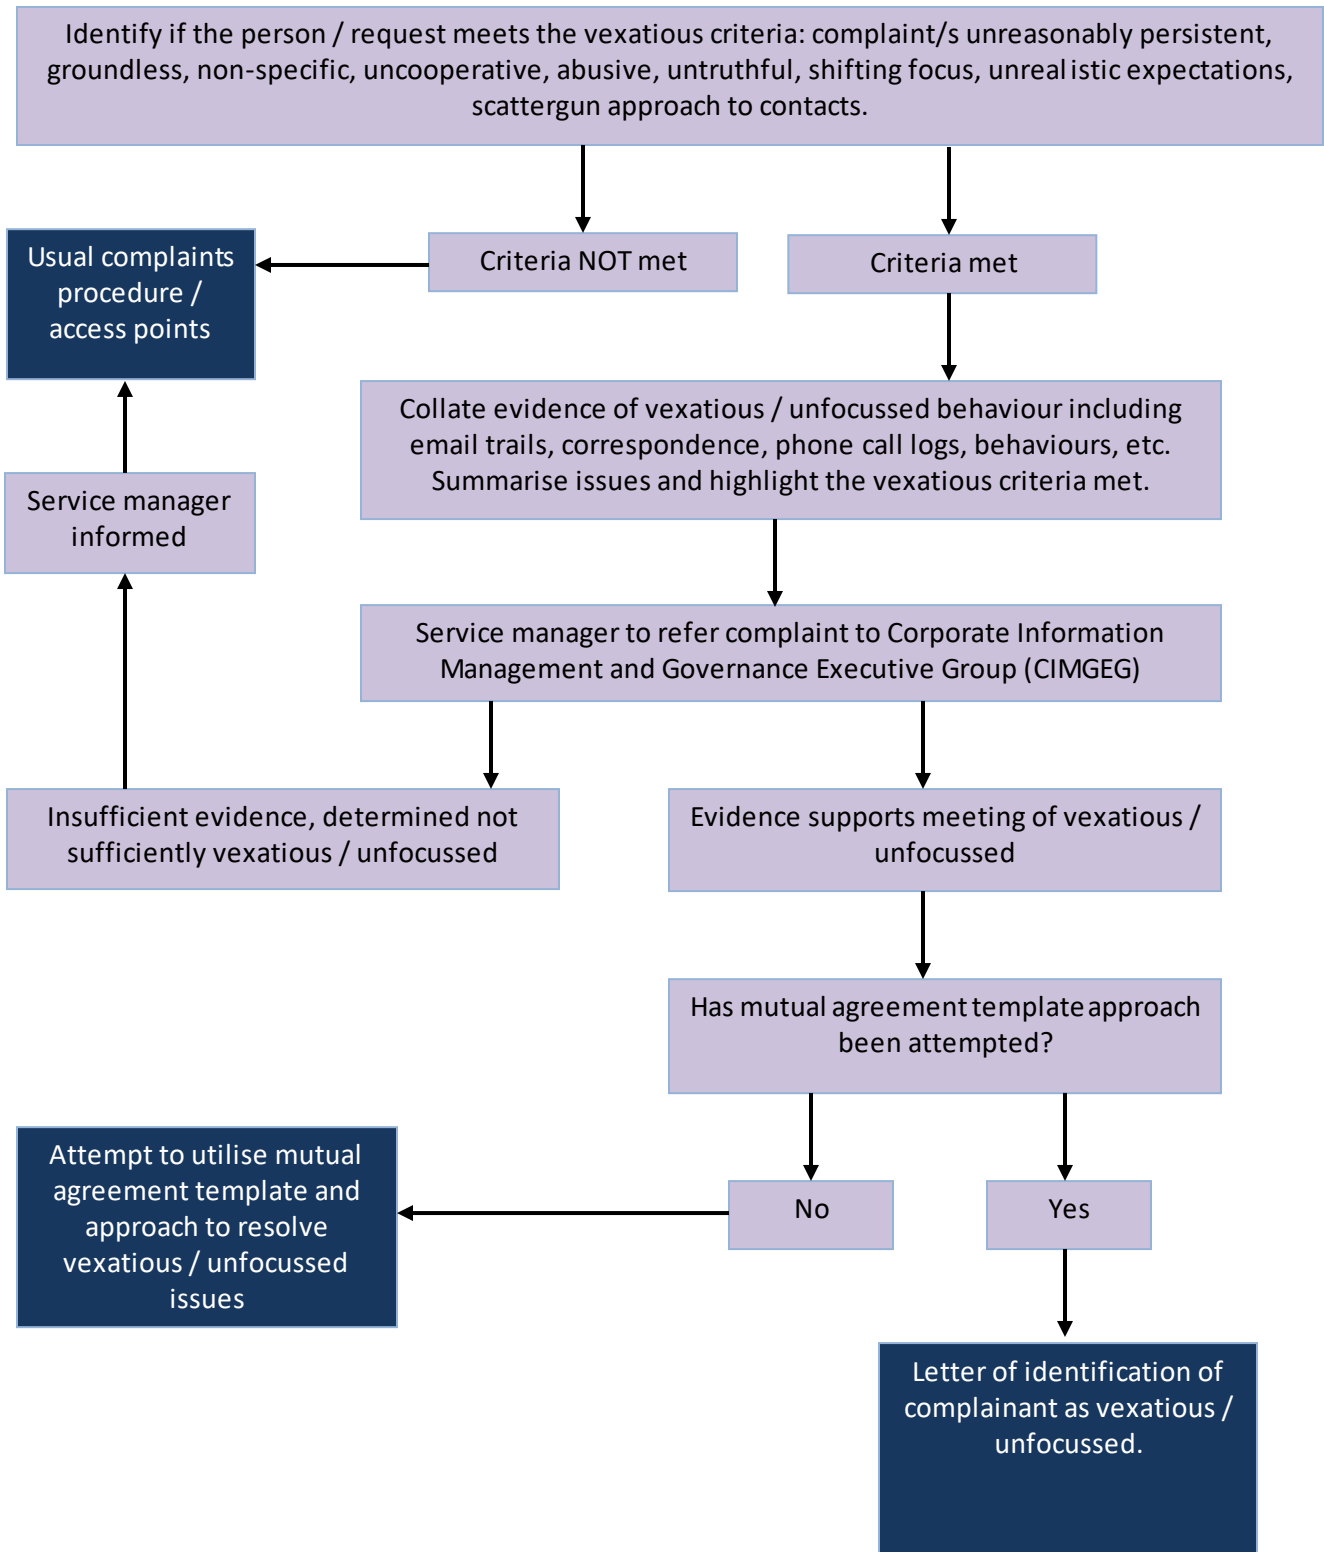 Identify if the person / request meets the vexatious criteria: complaint/s unreasonably persistent,
groundless, non-specific, uncooperative, abusive, untruthful, shifting focus, unrealistic expectations,
scattergun approach to contacts.
Usual complaints
procedure /
access points
Criteria NOT met
Criteria met
Collate evidence of vexatious / unfocussed behaviour including
email trails, correspondence, phone call logs, behaviours, etc.
Summarise issues and highlight the vexatious criteria met.
Service manager
informed
Service manager to refer complaint to Corporate Information
Management and Governance Executive Group (CIMGEG)
Insufficient evidence, determined not
sufficiently vexatious / unfocussed
Evidence supports meeting of vexatious /
unfocussed
Has mutual agreement template approach
been attempted?
Attempt to utilise mutual
agreement template and
approach to resolve
vexatious / unfocussed
issues
No
Yes
Letter of identification of
complainant as vexatious /
unfocussed.